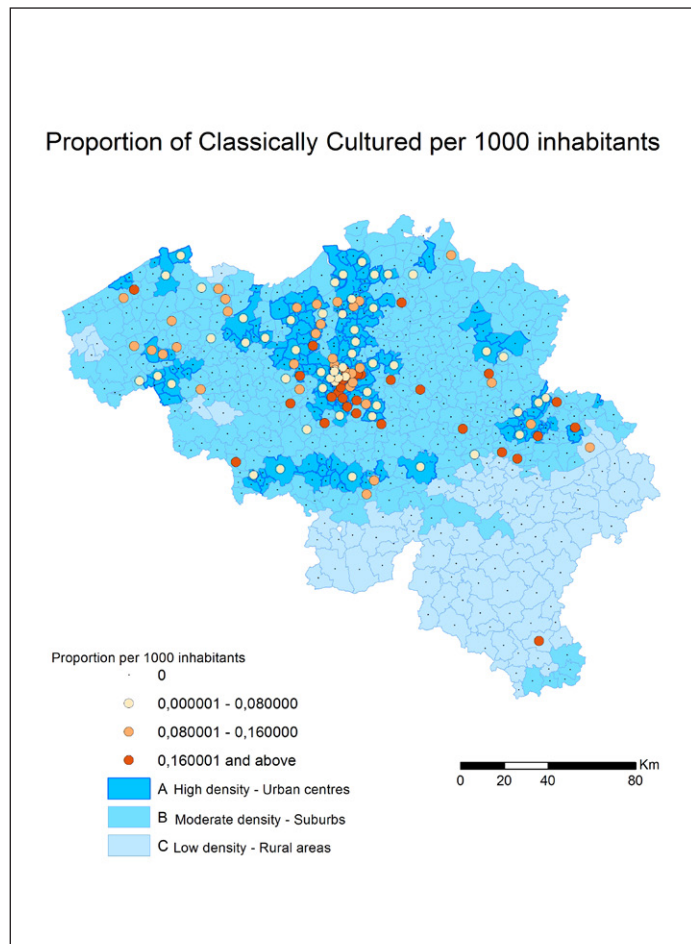 Proportion of Classically Cultured per 1000 inhabitants
Proportion per 1000 inhabitants
0
0,000001 - 0,080000
0,080001 - 0,160000
0,160001 and above
A High density - Urban centres
B Moderate density - Suburbs
C Low density - Rural areas
Km
0 20 40 80